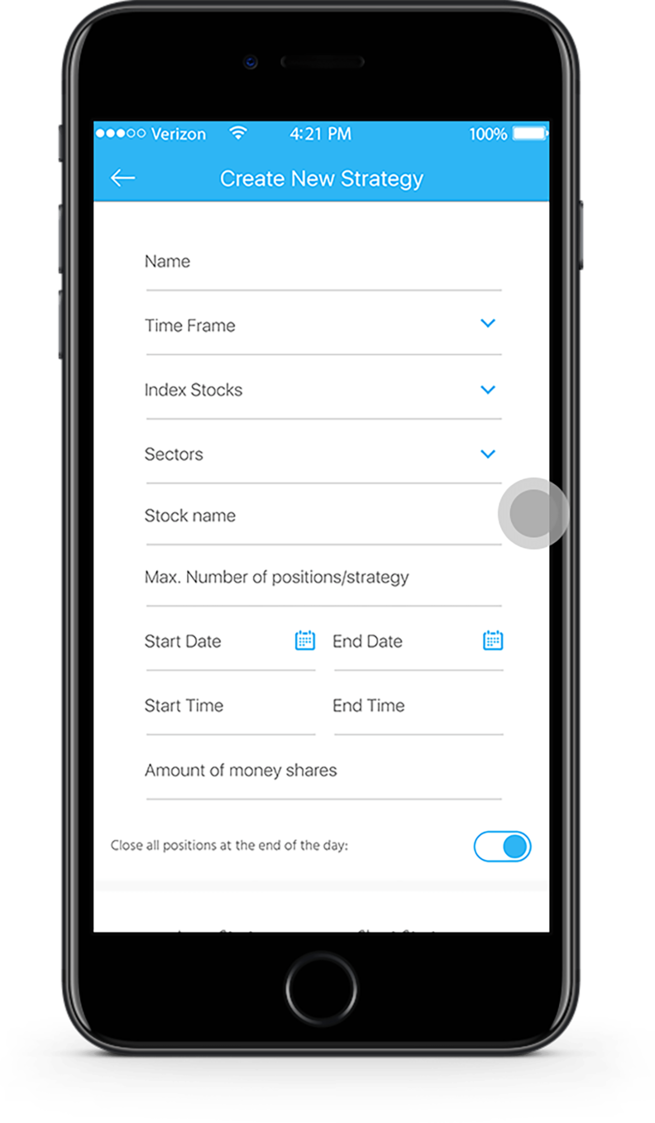 Verizon 4:21 PM 100%
Create New Strategy
Name
Time Frame
Index Stocks
Sectors
Stock name
Max. Number of positions/strategy
Start Date End Date
Start Time End Time
Amount of money shares
Close all positions at the end of the day: